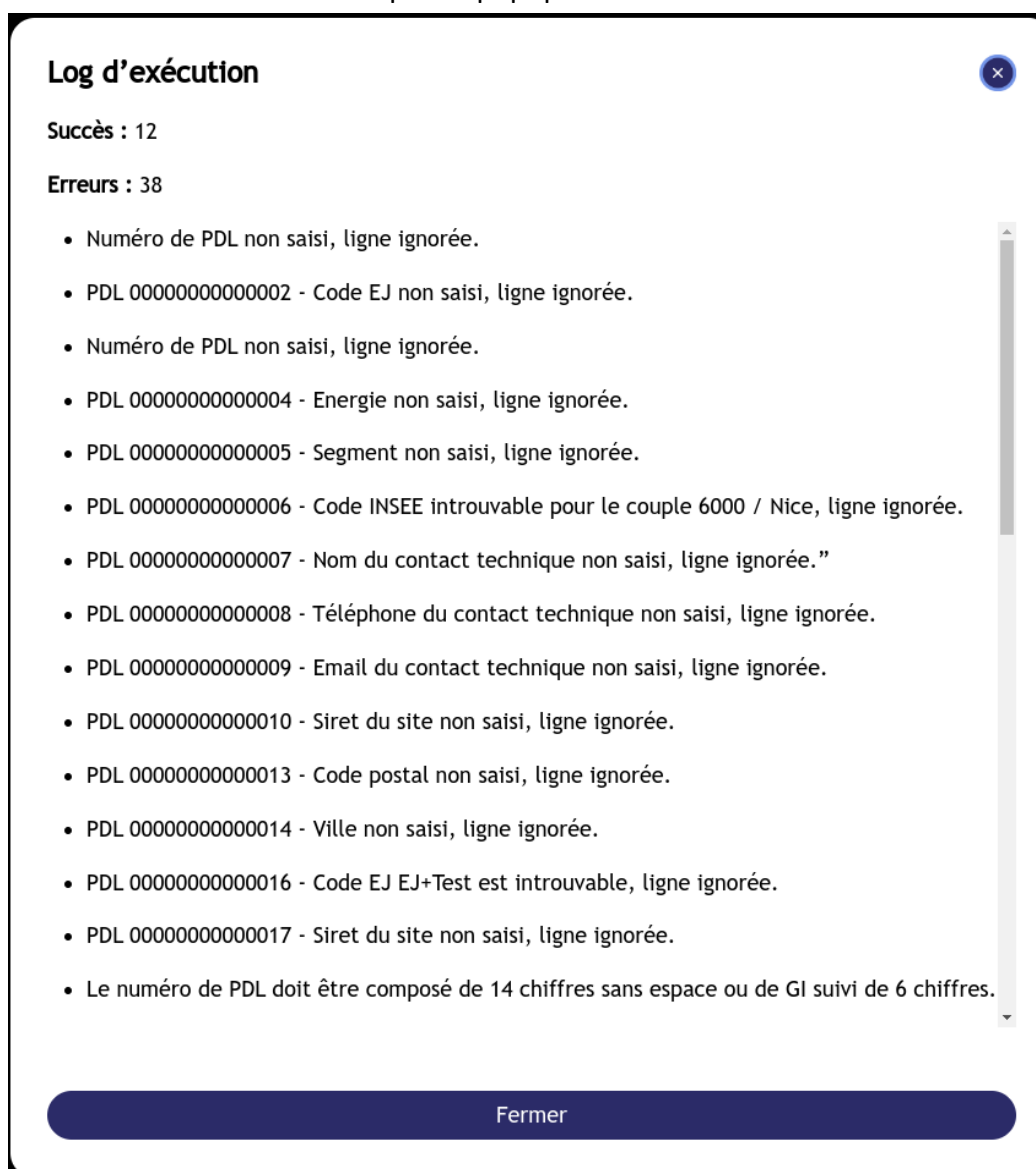 Log d’exécution
Succès : 12
Erreurs : 38
• Numéro de PDL non saisi, ligne ignorée.
• PDL 00000000000002 - Code EJ non saisi, ligne ignorée.
• Numéro de PDL non saisi, ligne ignorée.
• PDL 00000000000004 - Energie non saisi, ligne ignorée.
• PDL 00000000000005 - Segment non saisi, ligne ignorée.
• PDL 00000000000006 - Code INSEE introuvable pour le couple 6000 / Nice, ligne ignorée.
• PDL 00000000000007 - Nom du contact technique non saisi, ligne ignorée.”
• PDL 00000000000008 - Téléphone du contact technique non saisi, ligne ignorée.
• PDL 00000000000009 - Email du contact technique non saisi, ligne ignorée.
• PDL 00000000000010 - Siret du site non saisi, ligne ignorée.
• PDL 00000000000013 - Code postal non saisi, ligne ignorée.
• PDL 00000000000014 - Ville non saisi, ligne ignorée.
• PDL 00000000000016 - Code EJ EJ+Test est introuvable, ligne ignorée.
• PDL 00000000000017 - Siret du site non saisi, ligne ignorée.
• Le numéro de PDL doit être composé de 14 chiffres sans espace ou de GI suivi de 6 chiffres.
Fermer